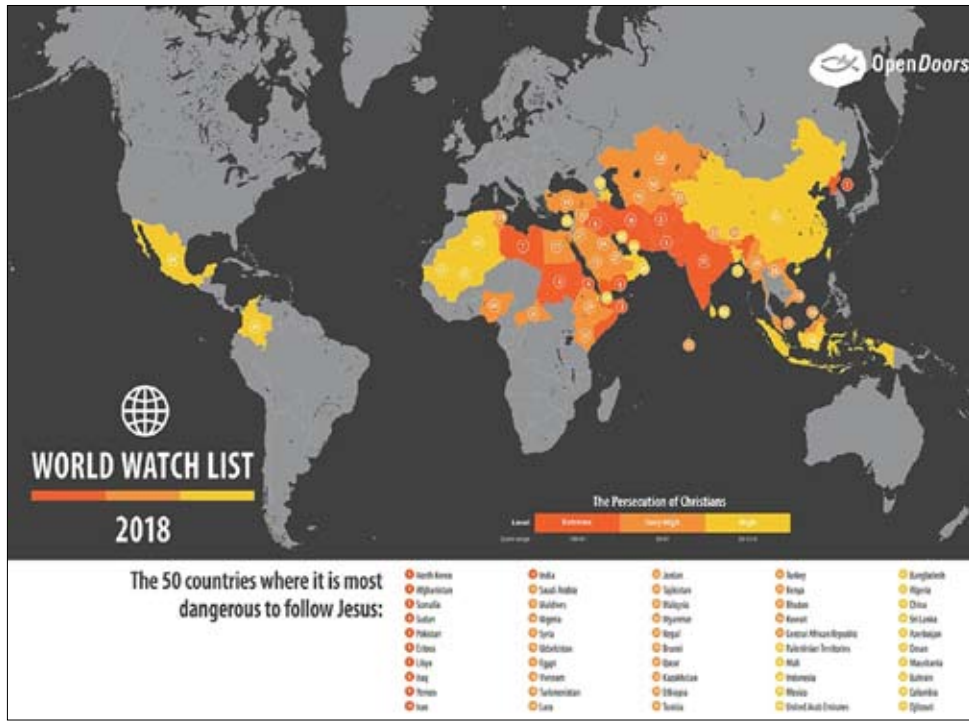 OpenDoors
WORLD WATCH LIST
2018
The Persecution of Christians
Level Extreme Very High High
The 50 countries where it is most
dangerous to follow Jesus:
North Korea
Afghanistan
Somalia
Sudan
Pakistan
Eritrea
Libya
Iraq
Yemen
Iran
India
Saudi Arabia
Maldives
Nigeria
Syria
Uzbekistan
Egypt
Vietnam
Turkmenistan
Laos
Jordan
Tajikistan
Malaysia
Myanmar
Nepal
Brunei
Qatar
Kazakhstan
Ethiopia
Tunisia
Turkey
Kenya
Bhutan
Kuwait
Central African Republic
Palestinian Territories
Mali
Indonesia
Mexico
United Arab Emirates
Bangladesh
Algeria
China
Sri Lanka
Azerbaijan
Oman
Mauritania
Bahrain
Colombia
Djibouti